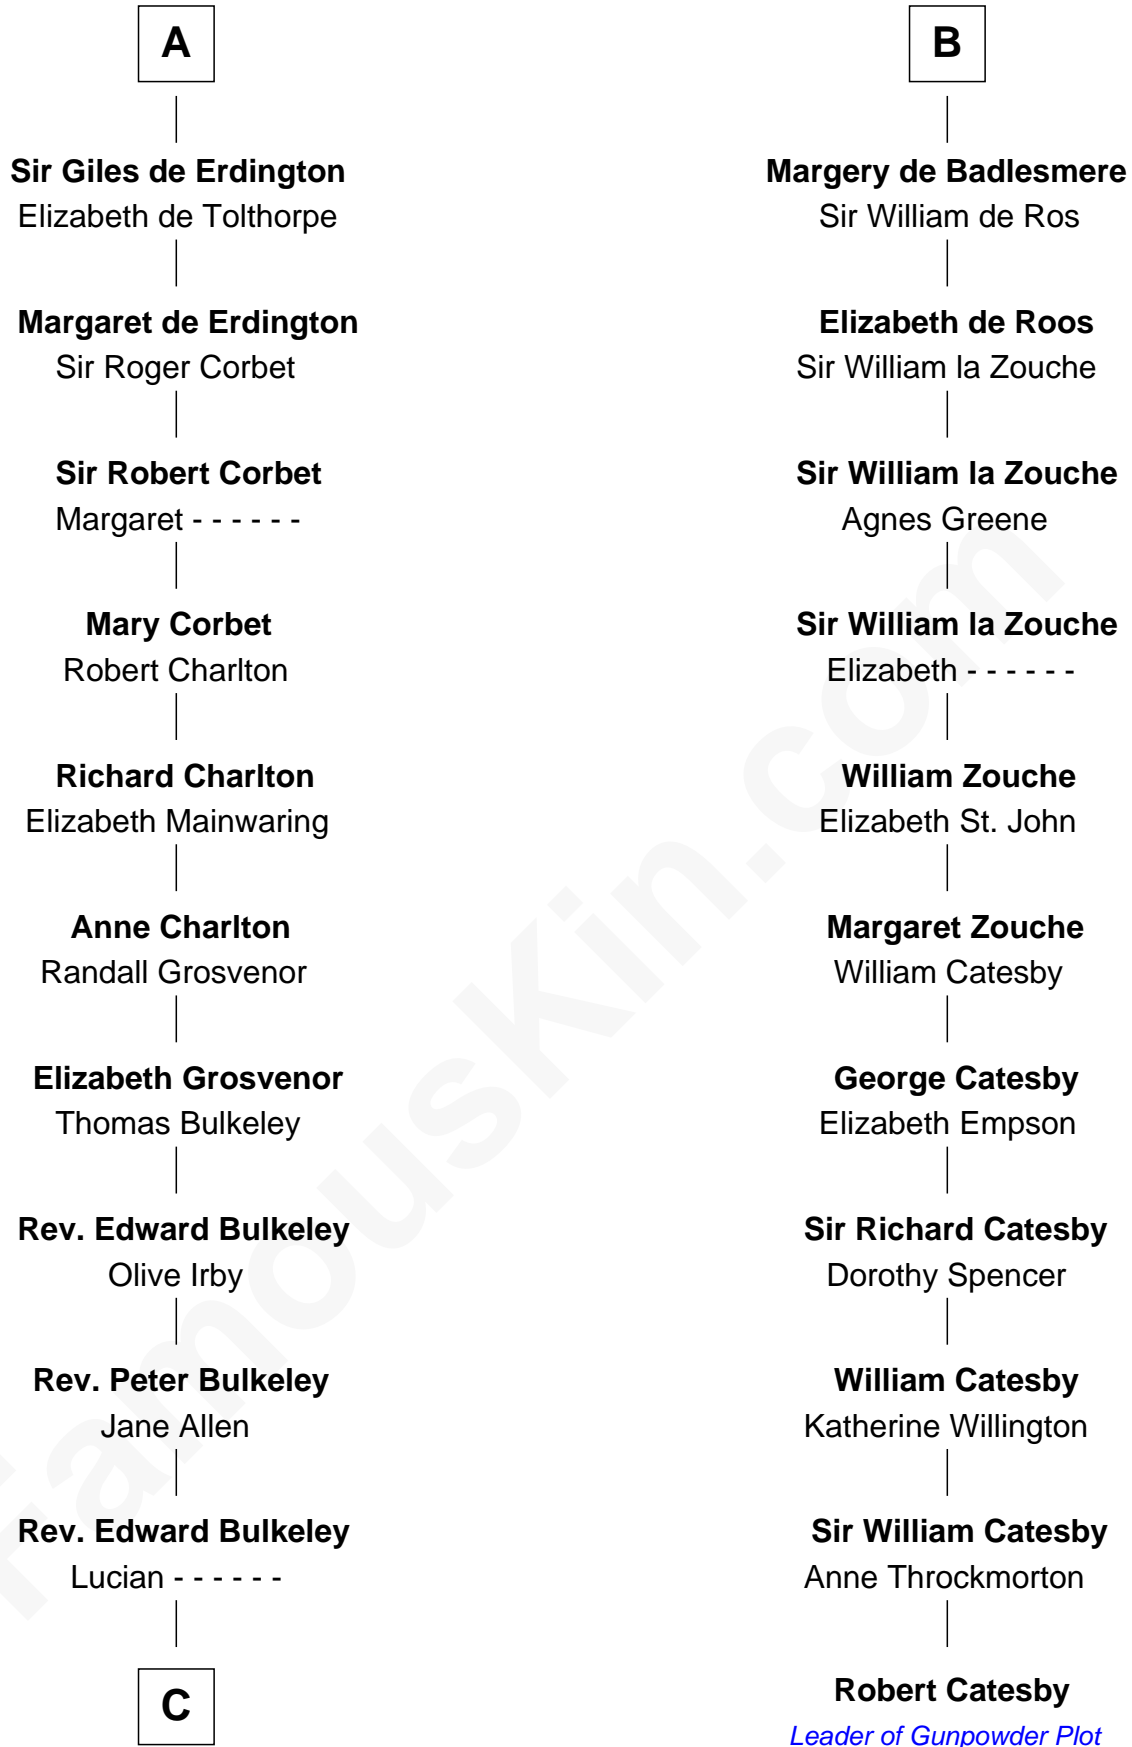 A
Sir Giles de Erdington
Elizabeth de Tolthorpe
Margaret de Erdington
Sir Roger Corbet
Sir Robert Corbet
Margaret - - - - - -
Mary Corbet
Robert Charlton
Richard Charlton
Elizabeth Mainwaring
Anne Charlton
Randall Grosvenor
Elizabeth Grosvenor
Thomas Bulkeley
Rev. Edward Bulkeley
Olive Irby
Rev. Peter Bulkeley
Jane Allen
Rev. Edward Bulkeley
Lucian - - - - - -
C
B
Margery de Badlesmere
Sir William de Ros
Elizabeth de Roos
Sir William la Zouche
Sir William la Zouche
Agnes Greene
Sir William la Zouche
Elizabeth - - - - - -
William Zouche
Elizabeth St. John
Margaret Zouche
William Catesby
George Catesby
Elizabeth Empson
Sir Richard Catesby
Dorothy Spencer
William Catesby
Katherine Willington
Sir William Catesby
Anne Throckmorton
Robert Catesby
Leader of Gunpowder Plot
FamousKin.com